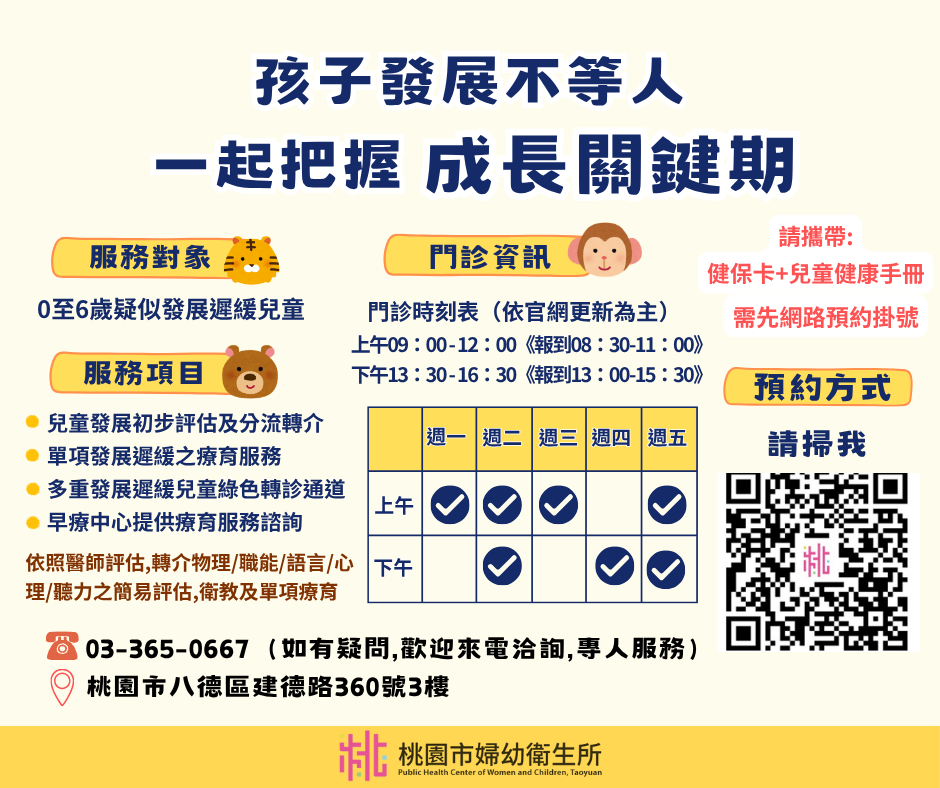 孩子發展不等人
一起把握 成長關鍵期
服務對象
0至6歲疑似發展遲緩兒童
服務項目
兒童發展初步評估及分流轉介
單項發展遲緩之療育服務
多重發展遲緩兒童綠色轉診通道
早療中心提供療育服務諮詢
依照醫師評估,轉介物理/職能/語言/心
理/聽力之簡易評估,衛教及單項療育
門診資訊
門診時刻表（依官網更新為主）
上午09：00-12：00《報到08：30-11：00》
下午13：30-16：30《報到13：00-15：30》
週一 週二 週三 週四 週五
上午
下午
請攜帶:
健保卡+兒童健康手冊
需先網路預約掛號
預約方式
請掃我
桃
03-365-0667（如有疑問,歡迎來電洽詢,專人服務）
桃園市八德區建德路360號3樓
桃園市婦幼衛生所
Public Health Center of Women and Children, Taoyuan